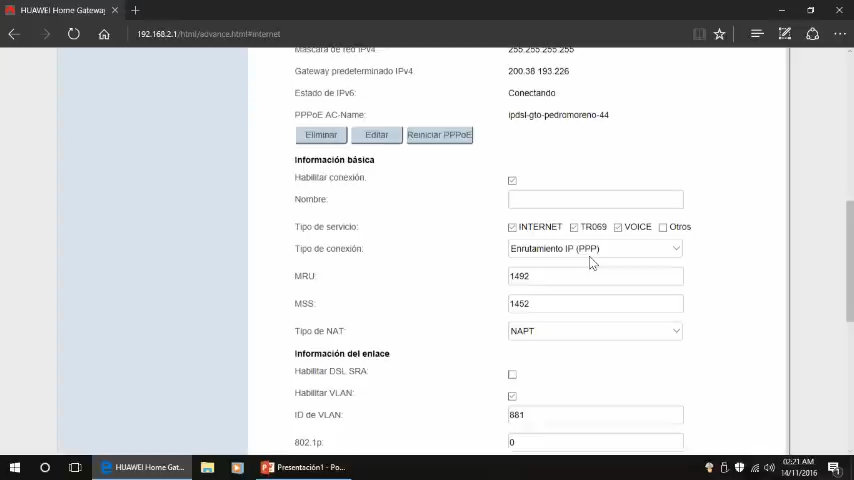 HUAWEI Home Gateway
192.168.2.1/html/advance.html#internet
Máscara de red IPv4 255.255.255.255
Gateway predeterminado IPv4 200.38 193.226
Estado de IPv6: Conectando
PPPoE AC-Name: ipdsl-gto-pedromoreno-44
Eliminar Editar Reiniciar PPPoE
Información básica
Habilitar conexión.
Nombre:
Tipo de servicio: INTERNET TR069 VOICE Otros
Tipo de conexión: Enrutamiento IP (PPP)
MRU: 1492
MSS: 1452
Tipo de NAT: NAPT
Información del enlace
Habilitar DSL SRA:
Habilitar VLAN:
ID de VLAN: 881
802.1p: 0
HUAWEI Home Gat... Presentación1 - Po... 02:21 AM
14/11/2016